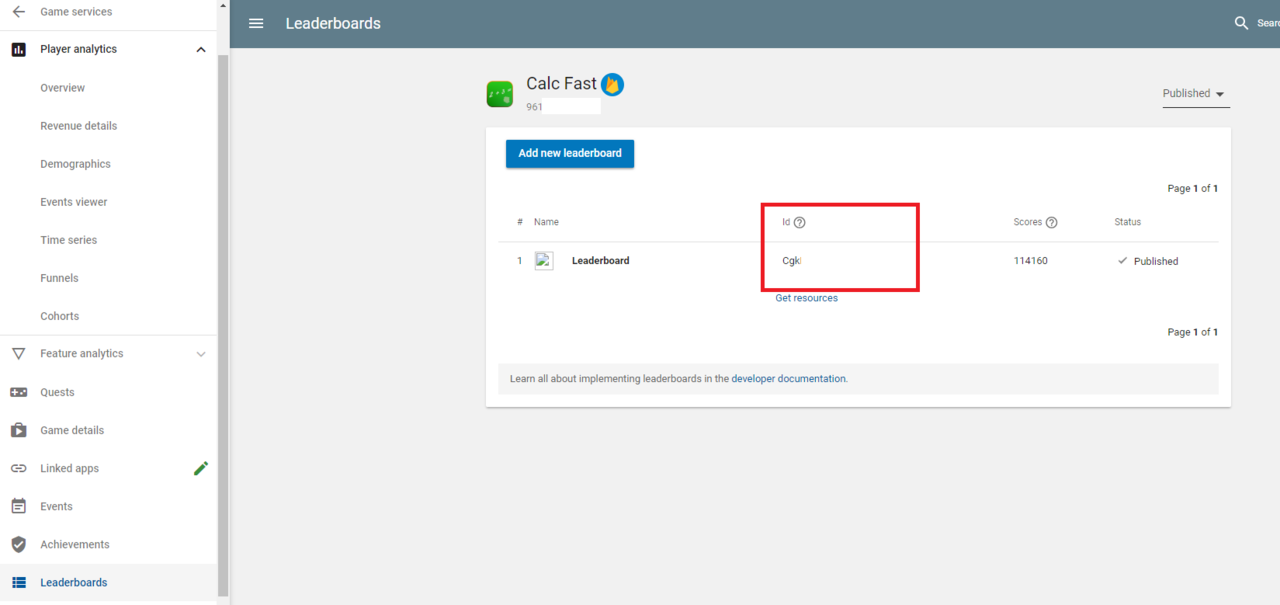 Game services
Player analytics
Overview
Revenue details
Demographics
Events viewer
Time series
Funnels
Cohorts
Feature analytics
Quests
Game details
Linked apps
Events
Achievements
Leaderboards
Leaderboards
Calc Fast
961
Published
Add new leaderboard
Page 1 of 1
# Name Id Scores Status
1 Leaderboard 114160 Published
Get resources
Page 1 of 1
Learn all about implementing leaderboards in the developer documentation.